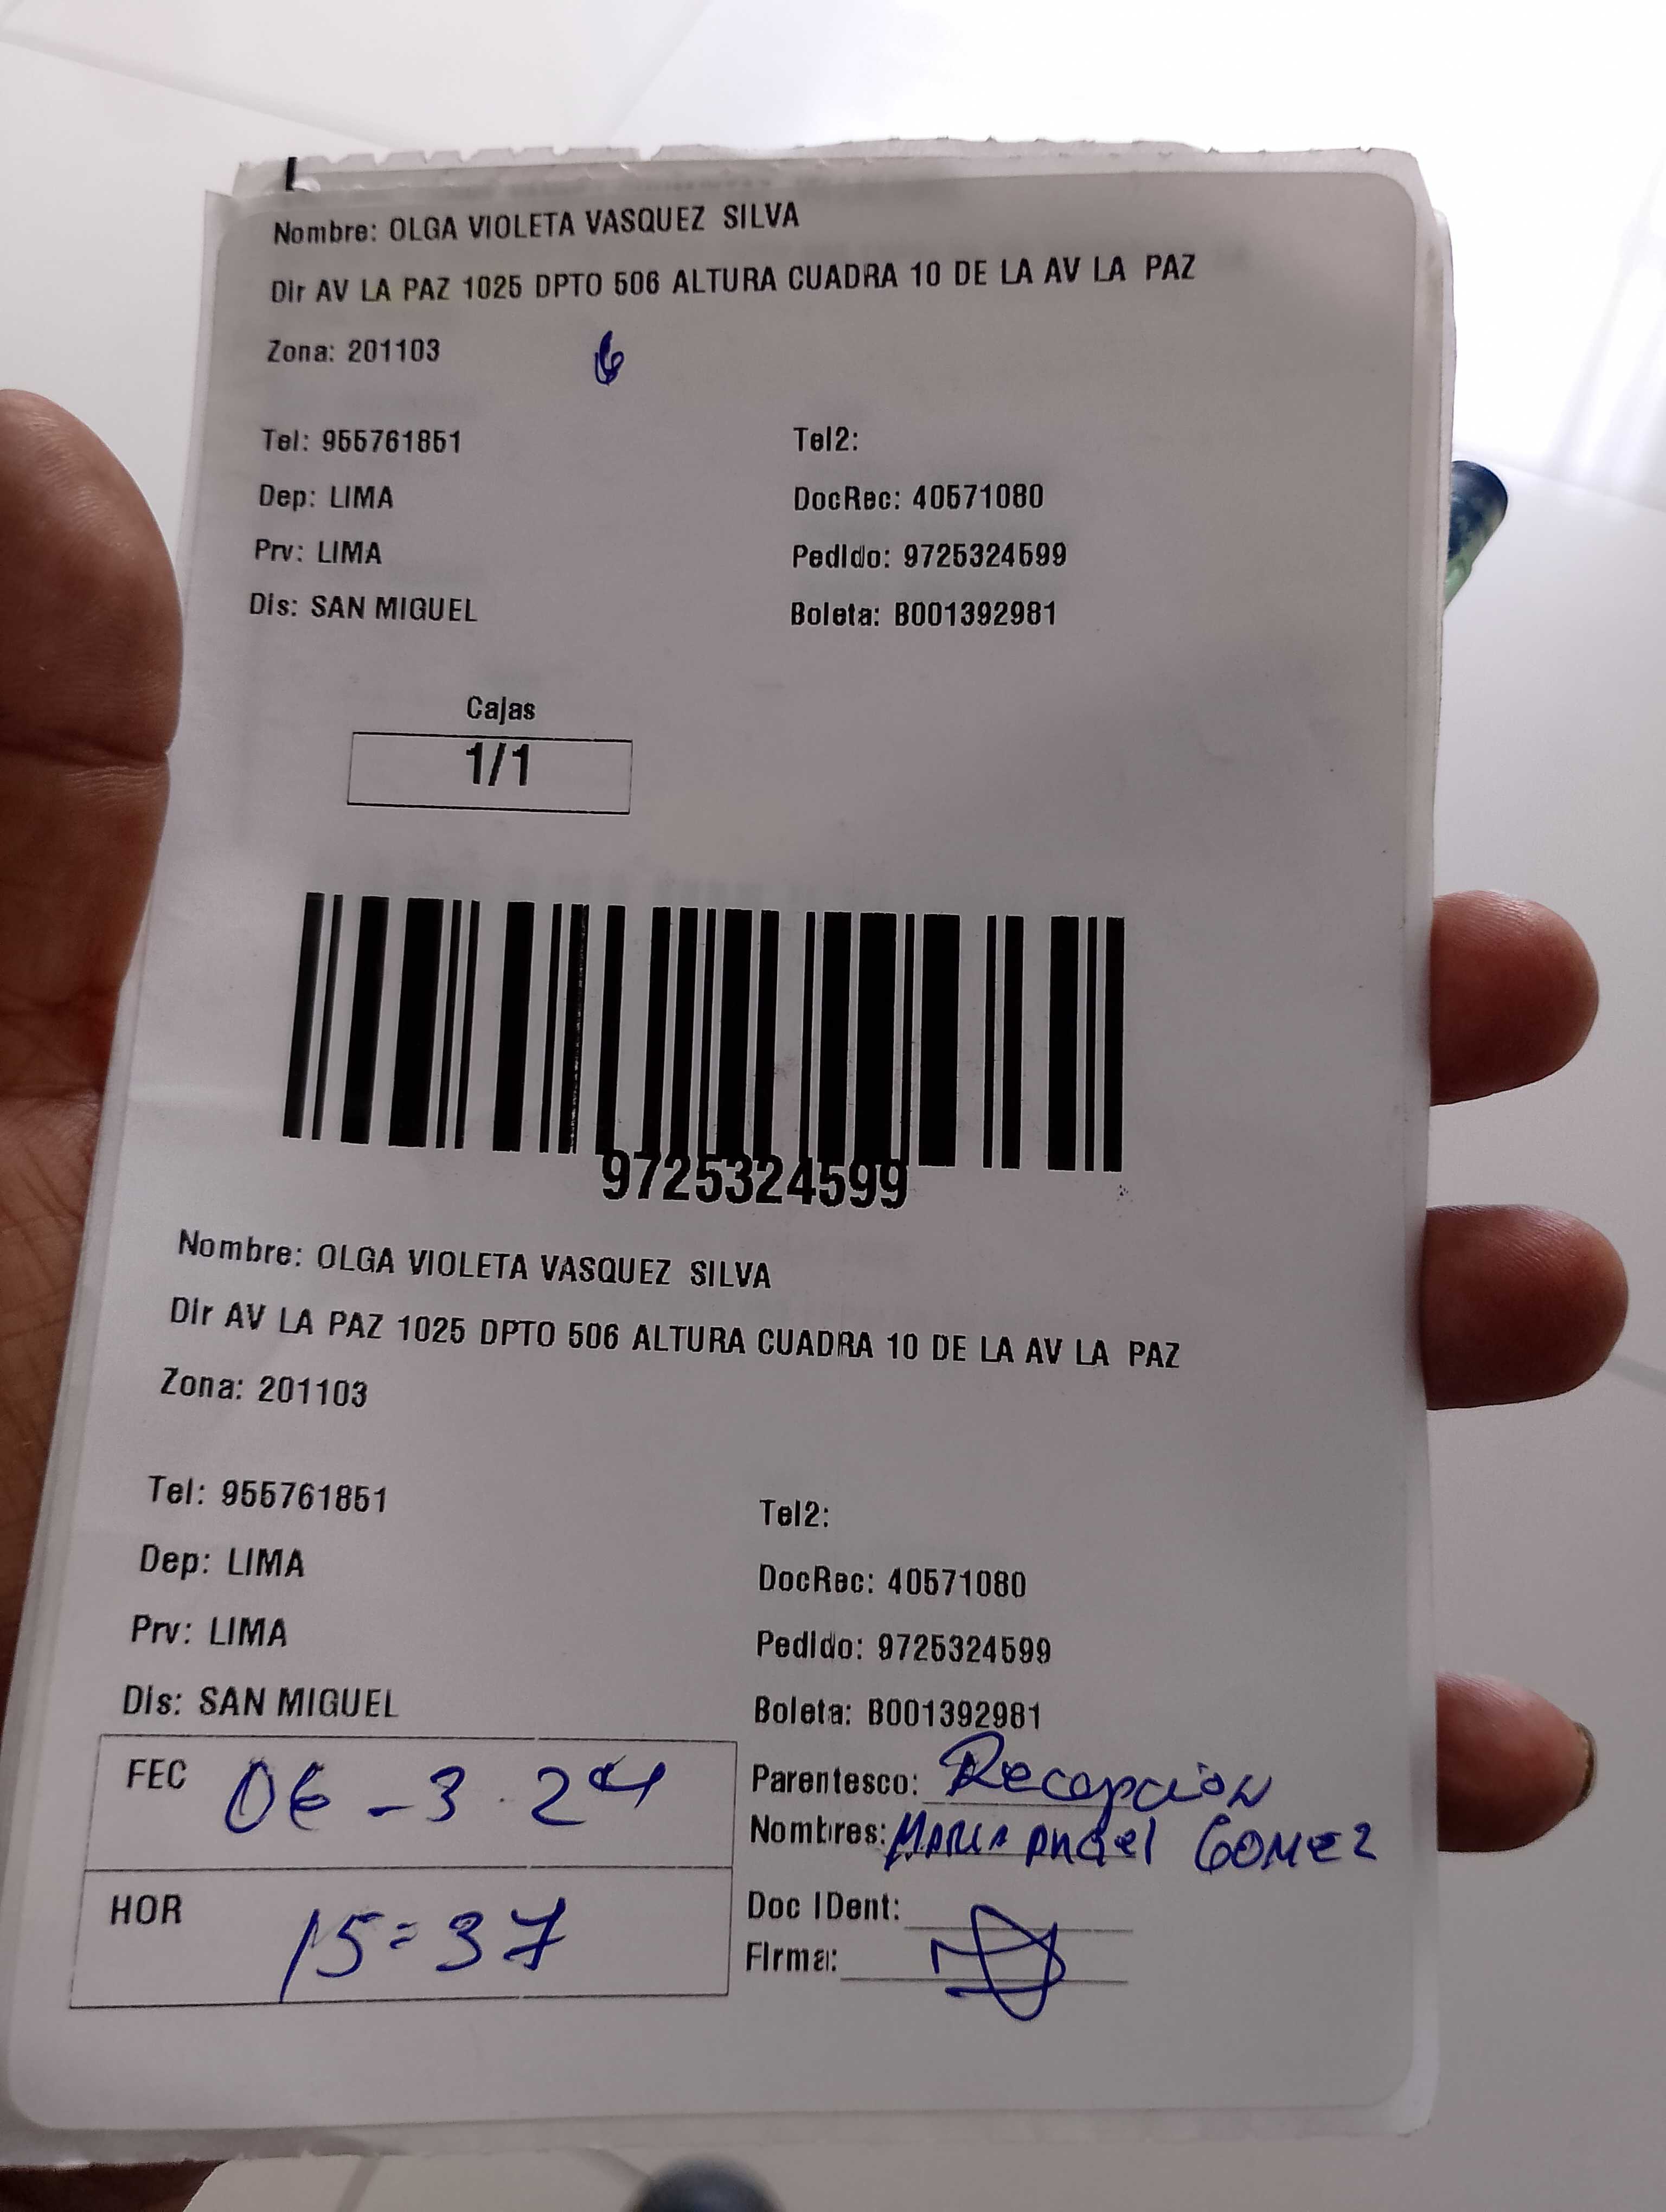 Nombre: OLGA VIOLETA VASQUEZ SILVA
Dir AV LA PAZ 1025 DPTO 506 ALTURA CUADRA 10 DE LA AV LA PAZ
Zona: 201103
6
Tel: 955761851 Tel2:
Dep: LIMA DocRec: 40571080
Prv: LIMA Pedido: 9725324599
Dis: SAN MIGUEL Boleta: B001392981
Cajas
1/1
9725324599
Nombre: OLGA VIOLETA VASQUEZ SILVA
Dir AV LA PAZ 1025 DPTO 506 ALTURA CUADRA 10 DE LA AV LA PAZ
Zona: 201103
Tel: 955761851 Tel2:
Dep: LIMA DocRec: 40571080
Prv: LIMA Pedido: 9725324599
Dis: SAN MIGUEL Boleta: B001392981
FEC 06-3.24 Parentesco: Recepcion
Nombres: MARIA ANGEL GOMEZ
HOR 15:37 Doc IDent:
Firma: